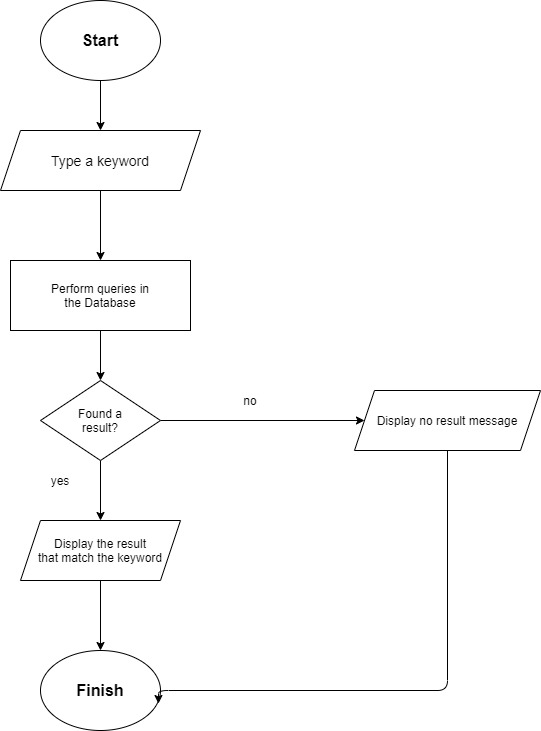 Start
Type a keyword
Perform queries in
the Database
Found a
result?
no
Display no result message
yes
Display the result
that match the keyword
Finish